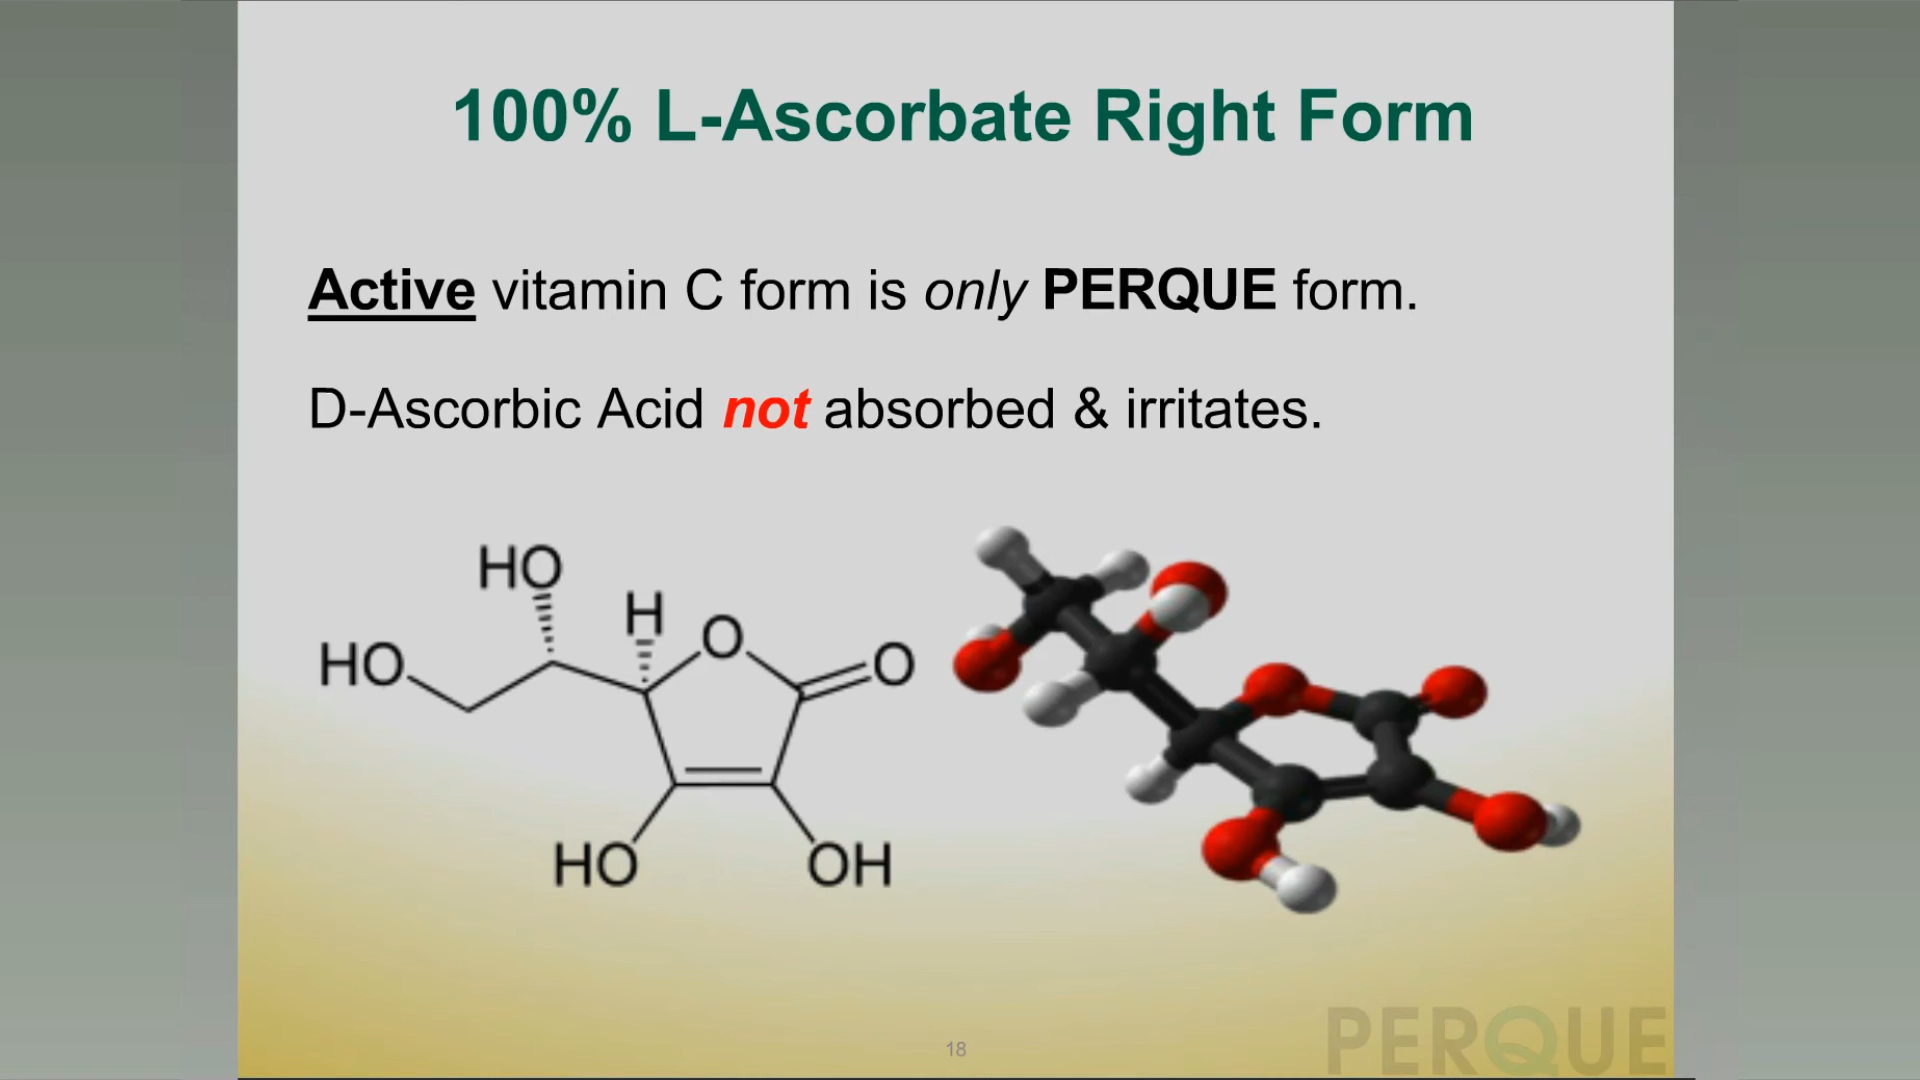 100% L-Ascorbate Right Form
Active vitamin C form is only PERQUE form.
D-Ascorbic Acid not absorbed & irritates.
HO
H
O
HO
O
HO
OH
18
PERQUE